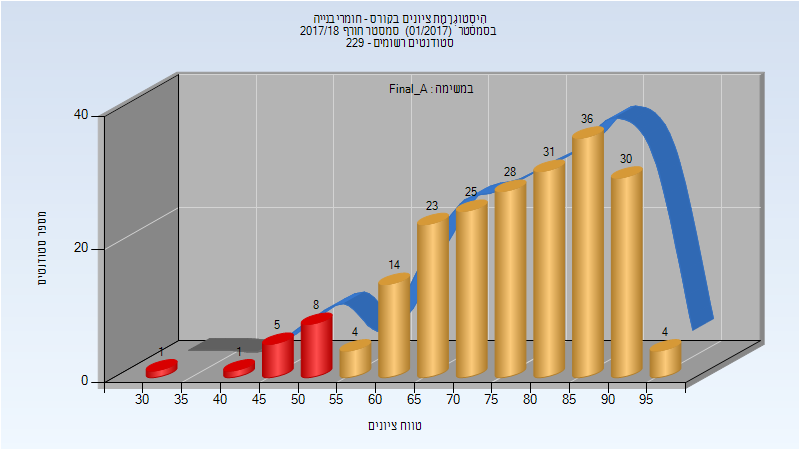 היסטוגרמת ציונים בקורס - חומרי בנייה
בסמסטר (01/2017) סמסטר חורף 2017/18
סטודנטים רשומים - 229
במשימה : Final_A
מספר סטודנטים
40
20
0
1
1
5
8
4
14
23
25
28
31
36
30
4
30 35 40 45 50 55 60 65 70 75 80 85 90 95
טווח ציונים